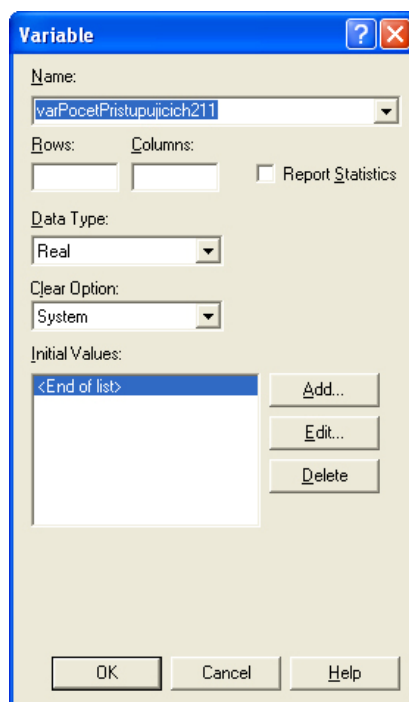 Variable
Name:
varPocetPristupujicich211
Rows: Columns:
Report Statistics
Data Type:
Real
Clear Option:
System
Initial Values:
<End of list>
Add...
Edit...
Delete
OK Cancel Help